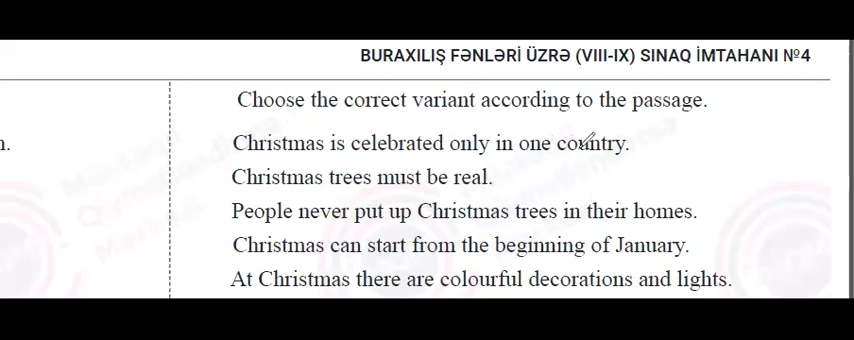 BURAXILIŞ FƏNLƏRİ ÜZRƏ (VIII-IX) SINAQ İMTAHANI №4
Choose the correct variant according to the passage.
Christmas is celebrated only in one country.
Christmas trees must be real.
People never put up Christmas trees in their homes.
Christmas can start from the beginning of January.
At Christmas there are colourful decorations and lights.